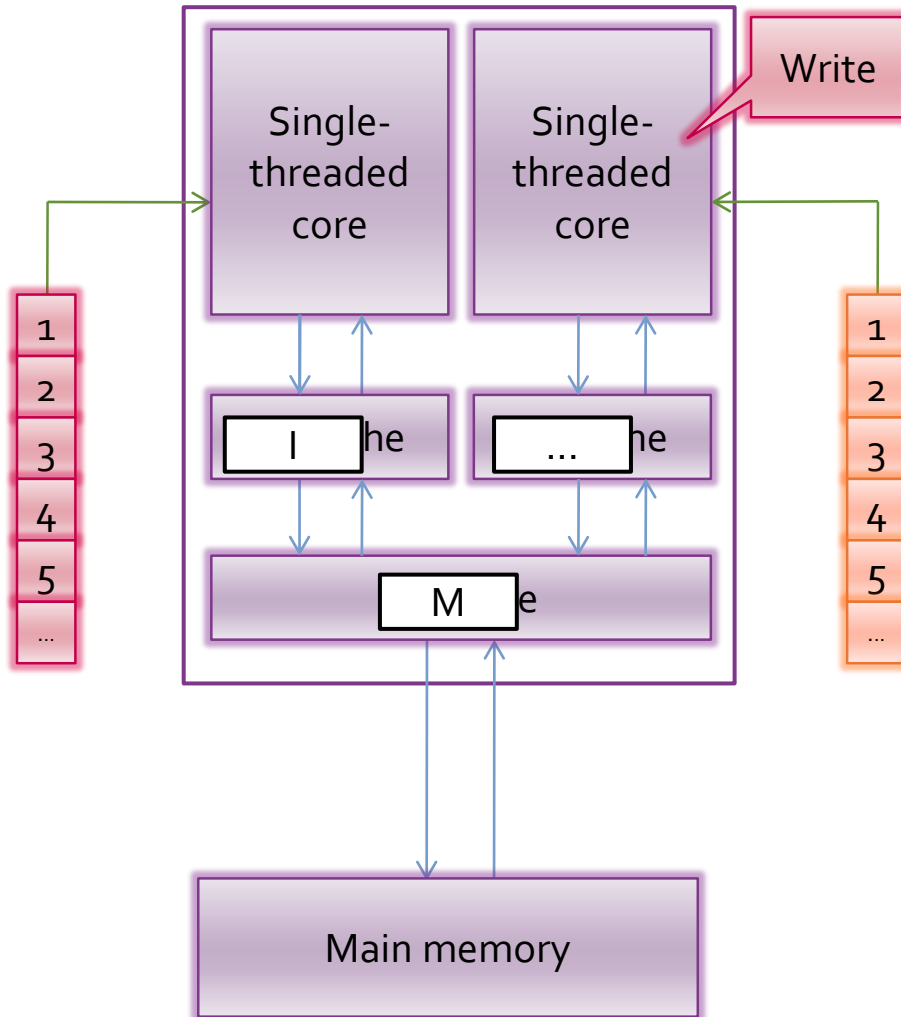 Single-
threaded
core
Single-
threaded
core
Write
1
2
3
4
5
...
1
2
3
4
5
...
I
he
...
he
M
e
Main memory